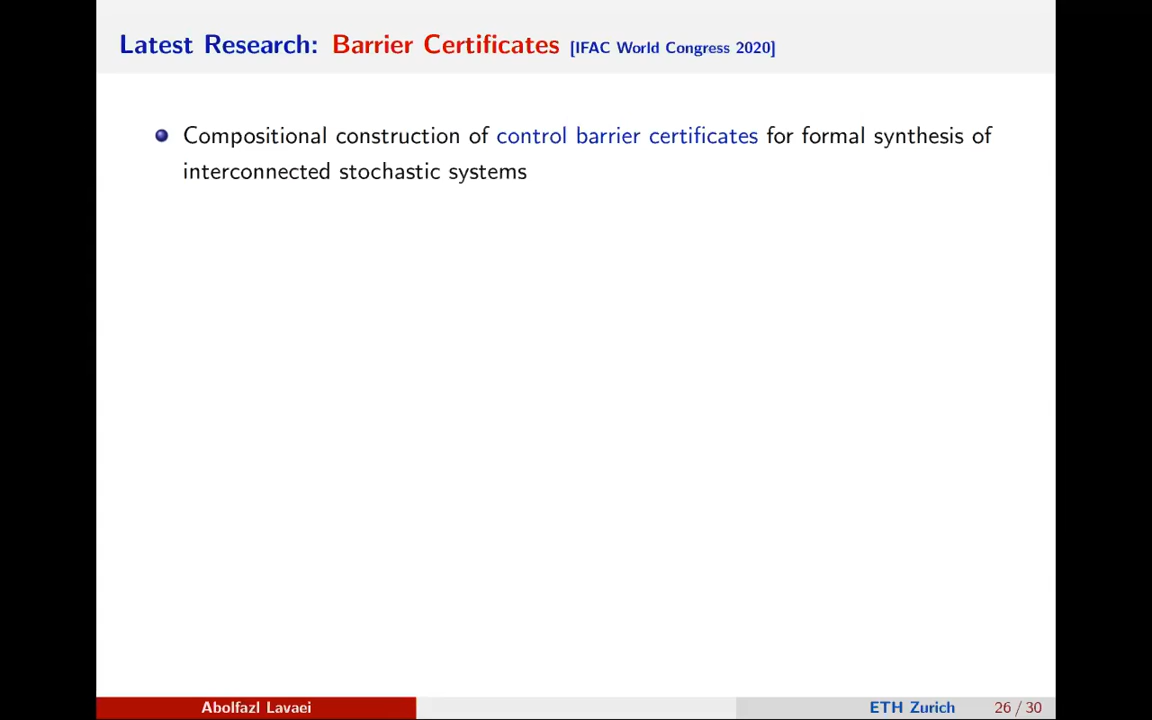 Latest Research: Barrier Certificates [IFAC World Congress 2020]
Compositional construction of control barrier certificates for formal synthesis of
interconnected stochastic systems
Abolfazl Lavaei
ETH Zurich
26 / 30